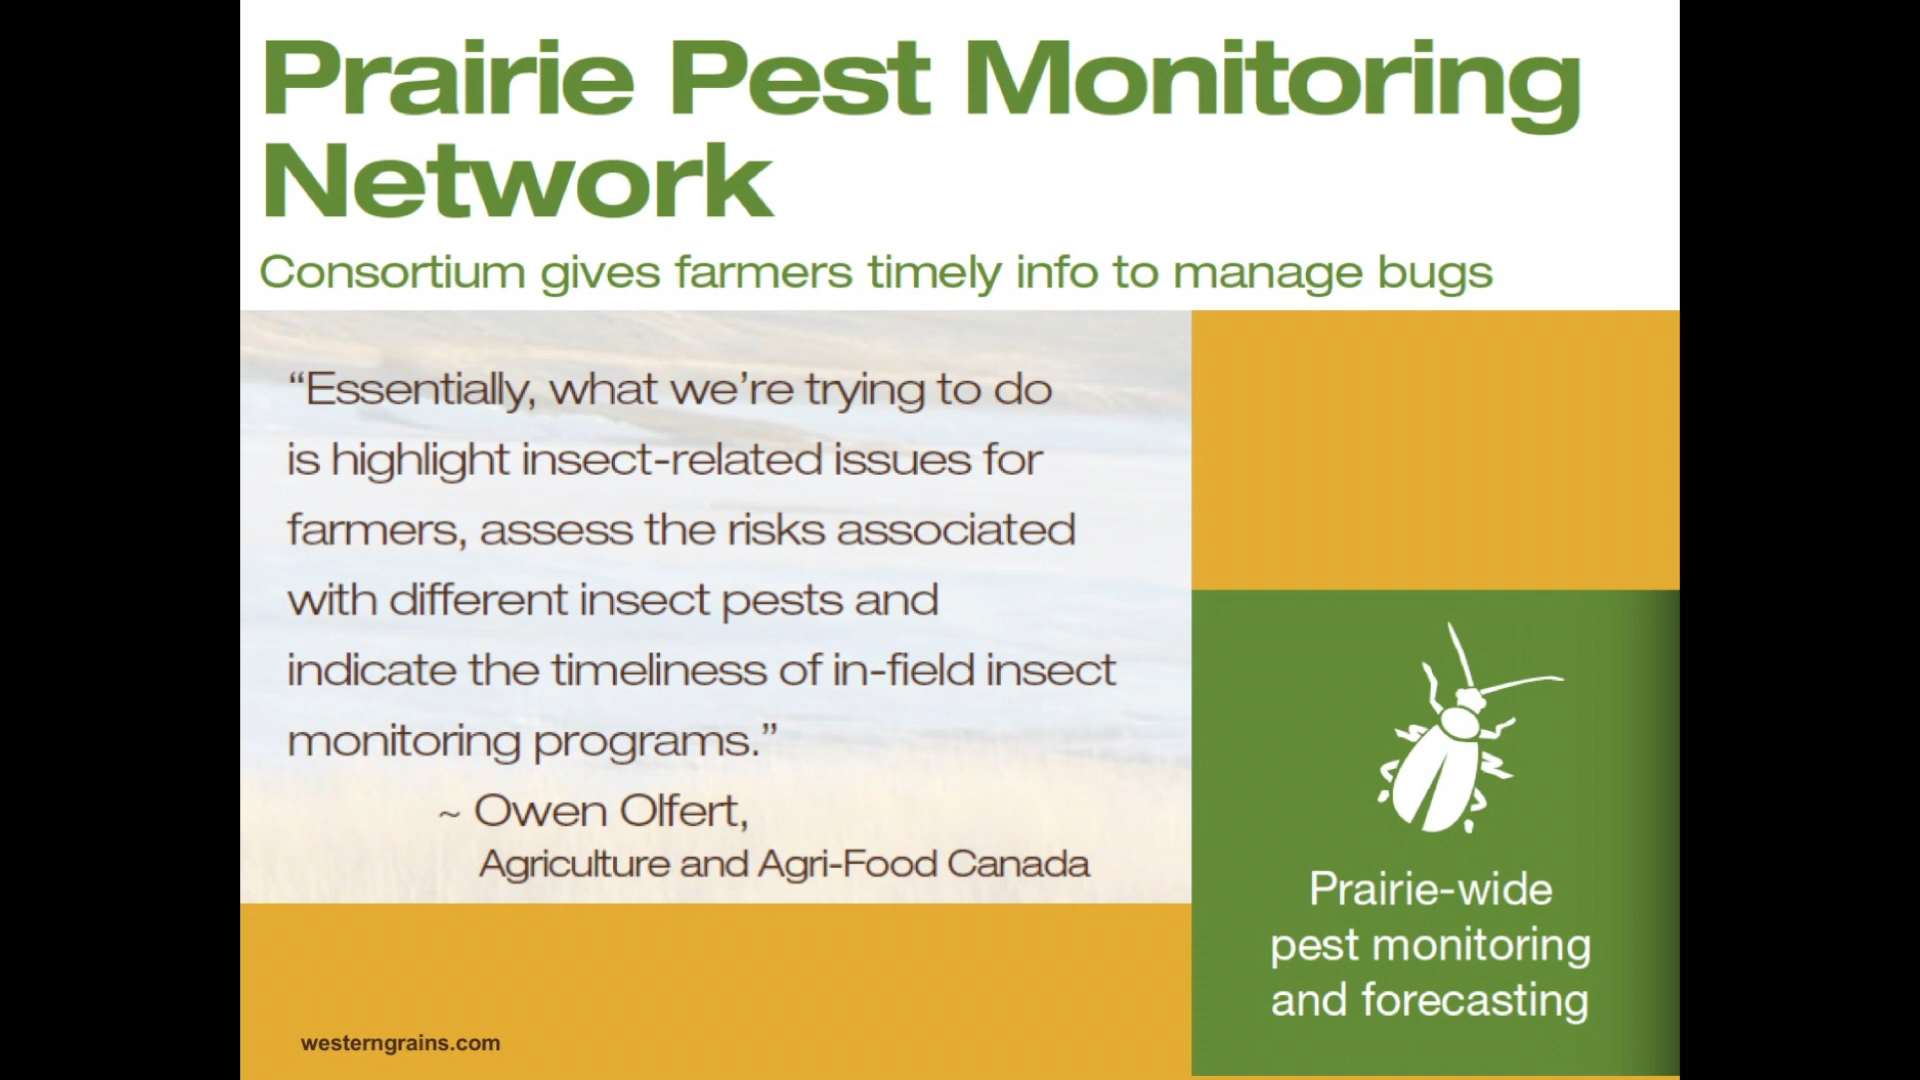 Prairie Pest Monitoring
Network
Consortium gives farmers timely info to manage bugs
“Essentially, what we’re trying to do
is highlight insect-related issues for
farmers, assess the risks associated
with different insect pests and
indicate the timeliness of in-field insect
monitoring programs.”
~ Owen Olfert,
Agriculture and Agri-Food Canada
Prairie-wide
pest monitoring
and forecasting
westerngrains.com